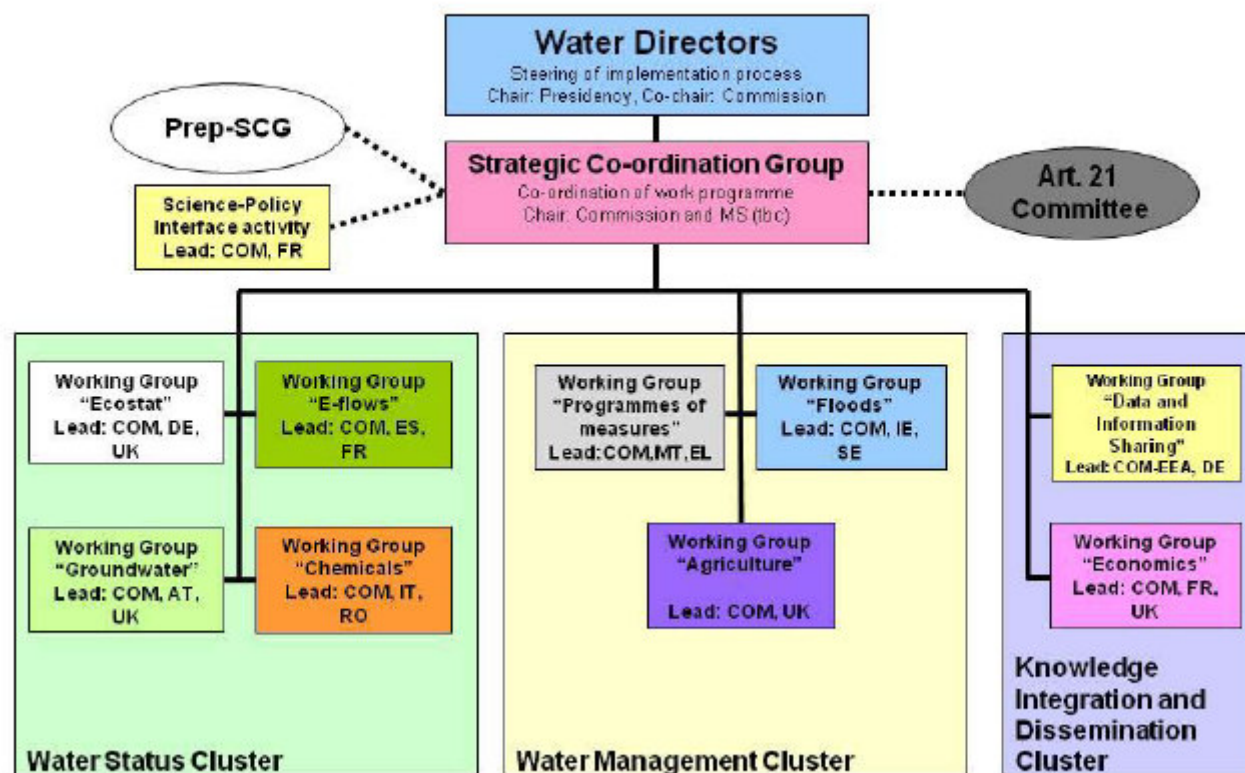 Water Directors
Steering of implementation process
Chair: Presidency, Co-chair: Commission
Prep-SCG
Strategic Co-ordination Group
Co-ordination of work programme
Chair: Commission and MS (tbc)
Art. 21
Committee
Science-Policy
Interface activity
Lead: COM, FR
Working Group
“Ecostat”
Lead: COM, DE,
UK
Working Group
“E-flows”
Lead: COM, ES,
FR
Working Group
“Groundwater”
Lead: COM, AT,
UK
Working Group
“Chemicals”
Lead: COM, IT,
RO
Water Status Cluster
Working Group
“Programmes of
measures”
Lead:COM,MT,EL
Working Group
“Floods”
Lead: COM, IE,
SE
Working Group
“Agriculture”
Lead: COM, UK
Water Management Cluster
Working Group
“Data and
Information
Sharing”
Lead: COM-EEA, DE
Working Group
“Economics”
Lead: COM, FR,
UK
Knowledge
Integration and
Dissemination
Cluster